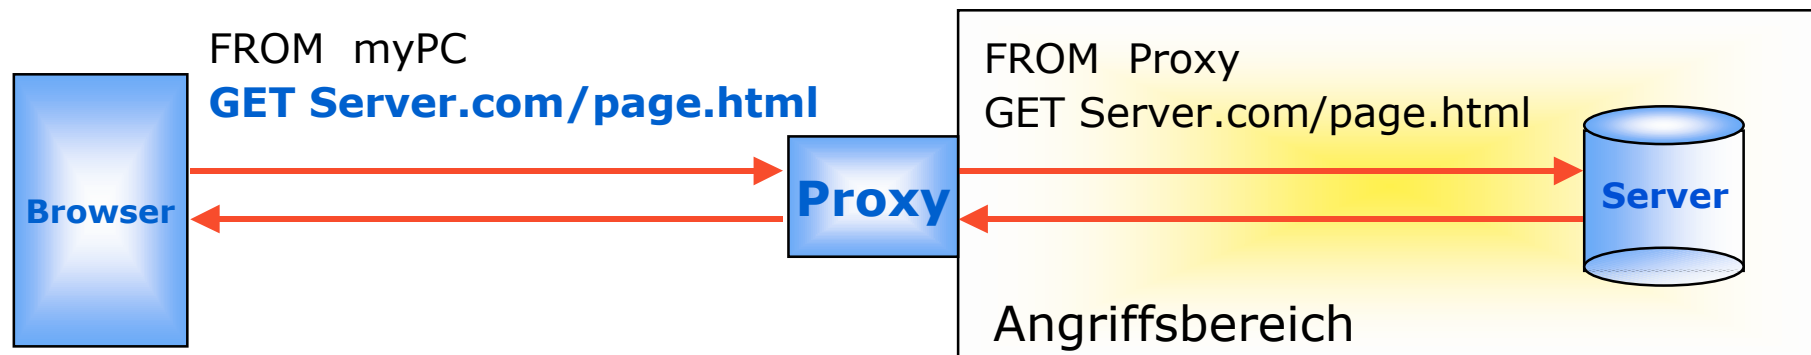 FROM myPC
GET Server.com/page.html
Browser
Proxy
FROM Proxy
GET Server.com/page.html
Server
Angriffsbereich